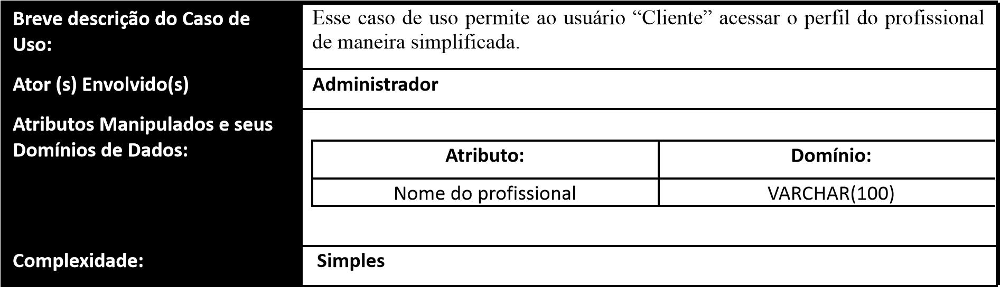 Breve descrição do Caso de
Uso:
Esse caso de uso permite ao usuário “Cliente” acessar o perfil do profissional
de maneira simplificada.
Ator (s) Envolvido(s)
Administrador
Atributos Manipulados e seus
Domínios de Dados:
Atributo:
Domínio:
Nome do profissional
VARCHAR(100)
Complexidade:
Simples